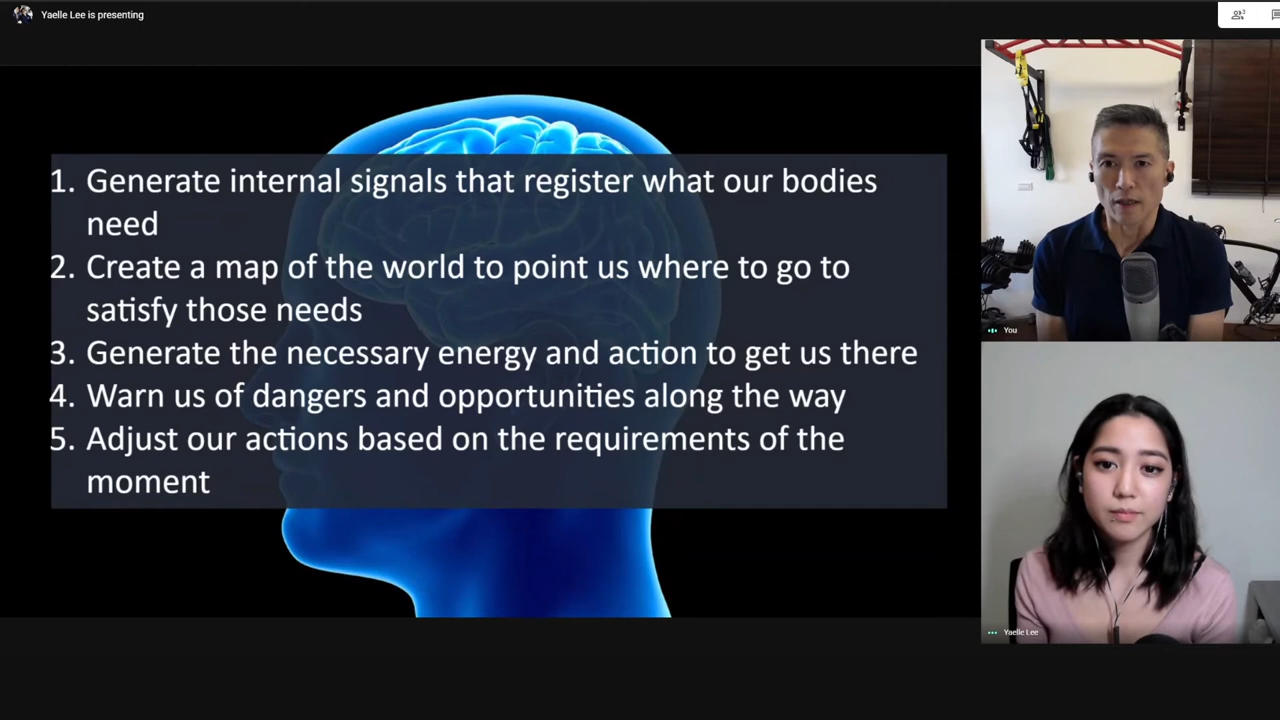 Yaelle Lee is presenting
3
1. Generate internal signals that register what our bodies
need
2. Create a map of the world to point us where to go to
satisfy those needs
3. Generate the necessary energy and action to get us there
4. Warn us of dangers and opportunities along the way
5. Adjust our actions based on the requirements of the
moment
You
Yaelle Lee